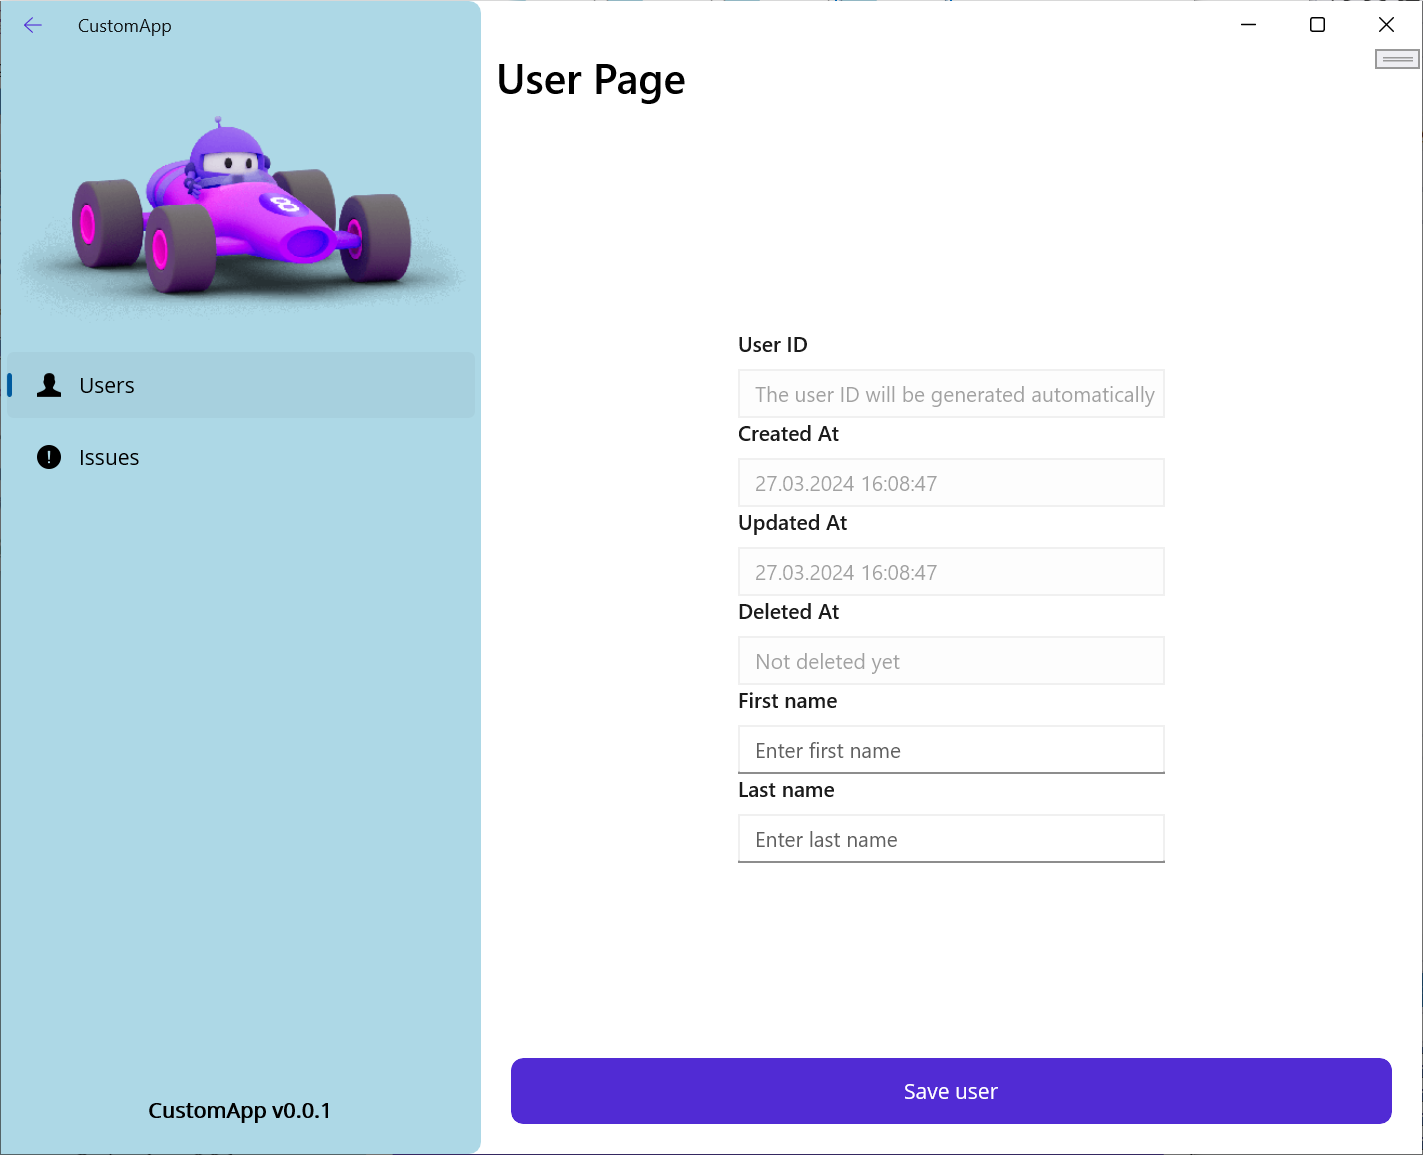 CustomApp
User Page
8
Users
Issues
User ID
The user ID will be generated automatically
Created At
27.03.2024 16:08:47
Updated At
27.03.2024 16:08:47
Deleted At
Not deleted yet
First name
Enter first name
Last name
Enter last name
Save user
CustomApp v0.0.1